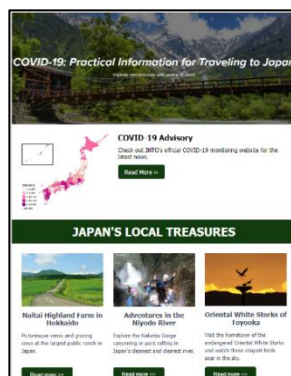 COVID-19: Practical Information for Traveling to Japan
COVID-19 Advisory
Check out JNTO's official COVID-19 monitoring website for the
latest news.
Read More >>
JAPAN'S LOCAL TREASURES
Naitai Highland Farm in
Hokkaido
Picturesque views and grazing
cows at the largest public ranch in
Japan.
Read more >>
Adventures in the
Niyodo River
Explore the Nakatsu Gorge
canyoning or pack rafting in
Japan's cleanest and clearest river.
Read more >>
Oriental White Storks of
Toyooka
Visit the hometown of the
endangered Oriental White Storks
and watch these elegant birds
soar in the sky.
Read more >>